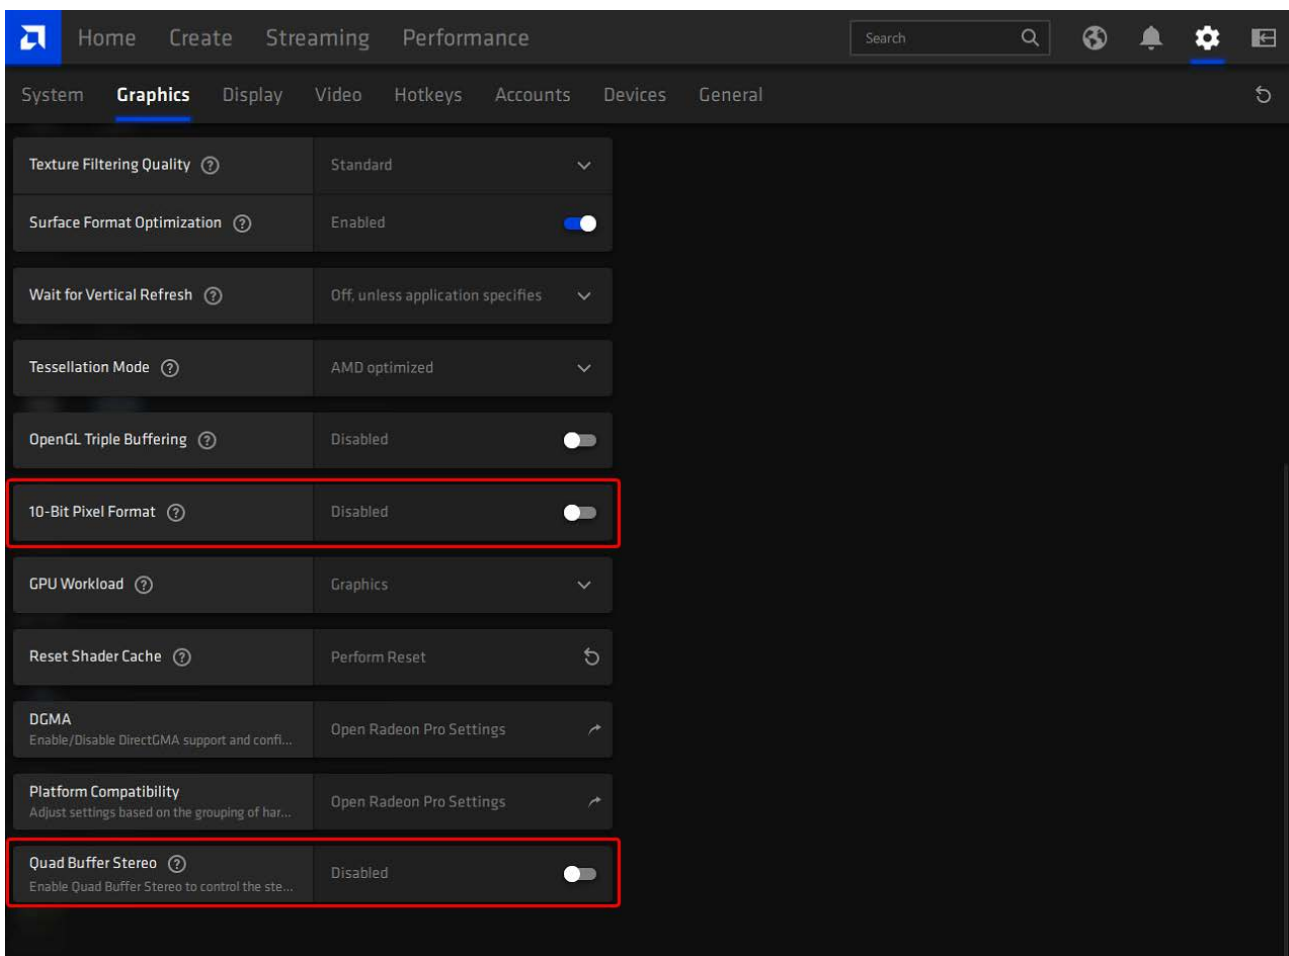 Home Create Streaming Performance Search
System Graphics Display Video Hotkeys Accounts Devices General
Texture Filtering Quality Standard
Surface Format Optimization Enabled
Wait for Vertical Refresh Off, unless application specifies
Tessellation Mode AMD optimized
OpenGL Triple Buffering Disabled
10-Bit Pixel Format Disabled
GPU Workload Graphics
Reset Shader Cache Perform Reset
DGMA
Enable/Disable DirectGMA support and confi...
Open Radeon Pro Settings
Platform Compatibility
Adjust settings based on the grouping of har...
Open Radeon Pro Settings
Quad Buffer Stereo
Enable Quad Buffer Stereo to control the ste...
Disabled